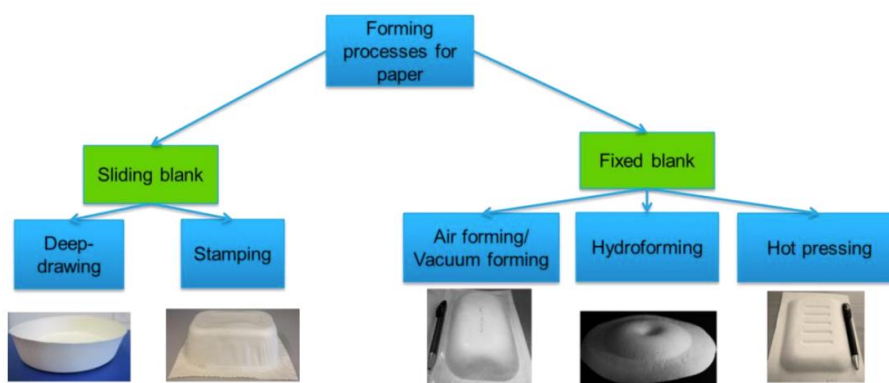 Forming
processes for
paper
Sliding blank
Fixed blank
Deep-
drawing
Stamping
Air forming/
Vacuum forming
Hydroforming
Hot pressing